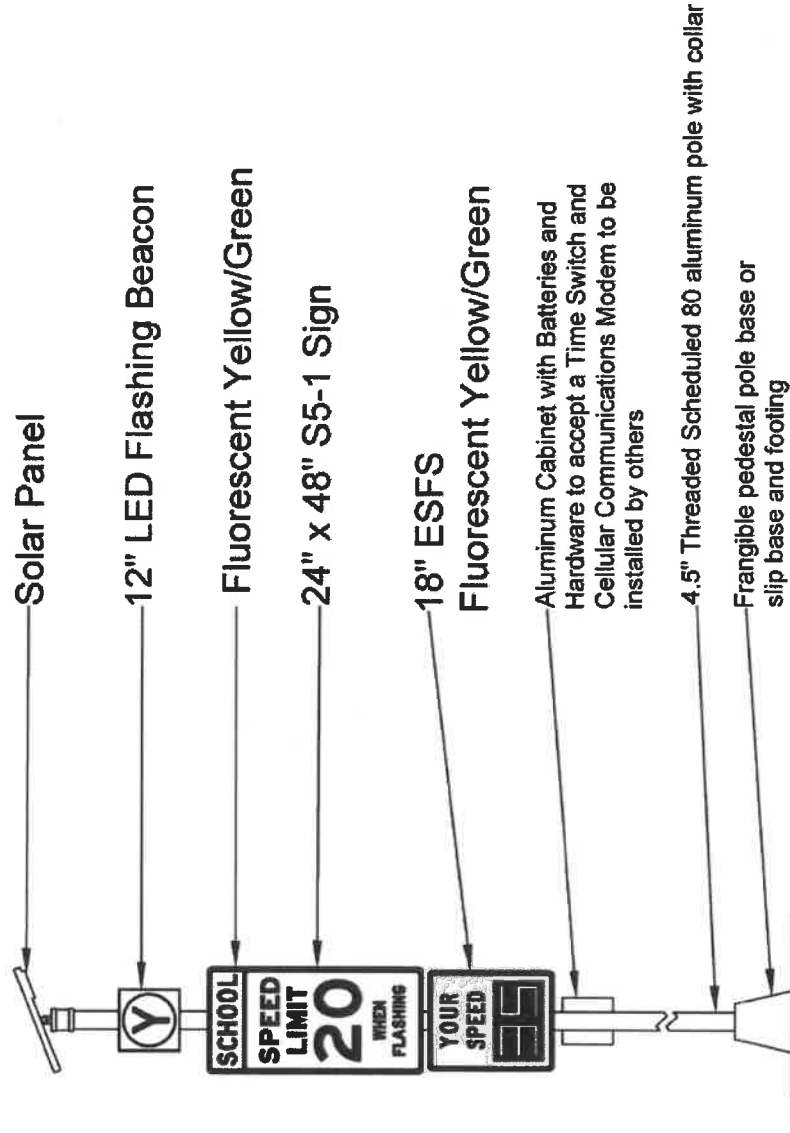 Solar Panel
12" LED Flashing Beacon
Y
Fluorescent Yellow/Green
SCHOOL
24" x 48" S5-1 Sign
SPEED
LIMIT
20
WHEN
FLASHING
18" ESFS
Fluorescent Yellow/Green
YOUR
SPEED
Aluminum Cabinet with Batteries and
Hardware to accept a Time Switch and
Cellular Communications Modem to be
installed by others
4.5" Threaded Scheduled 80 aluminum pole with collar
Frangible pedestal pole base or
slip base and footing